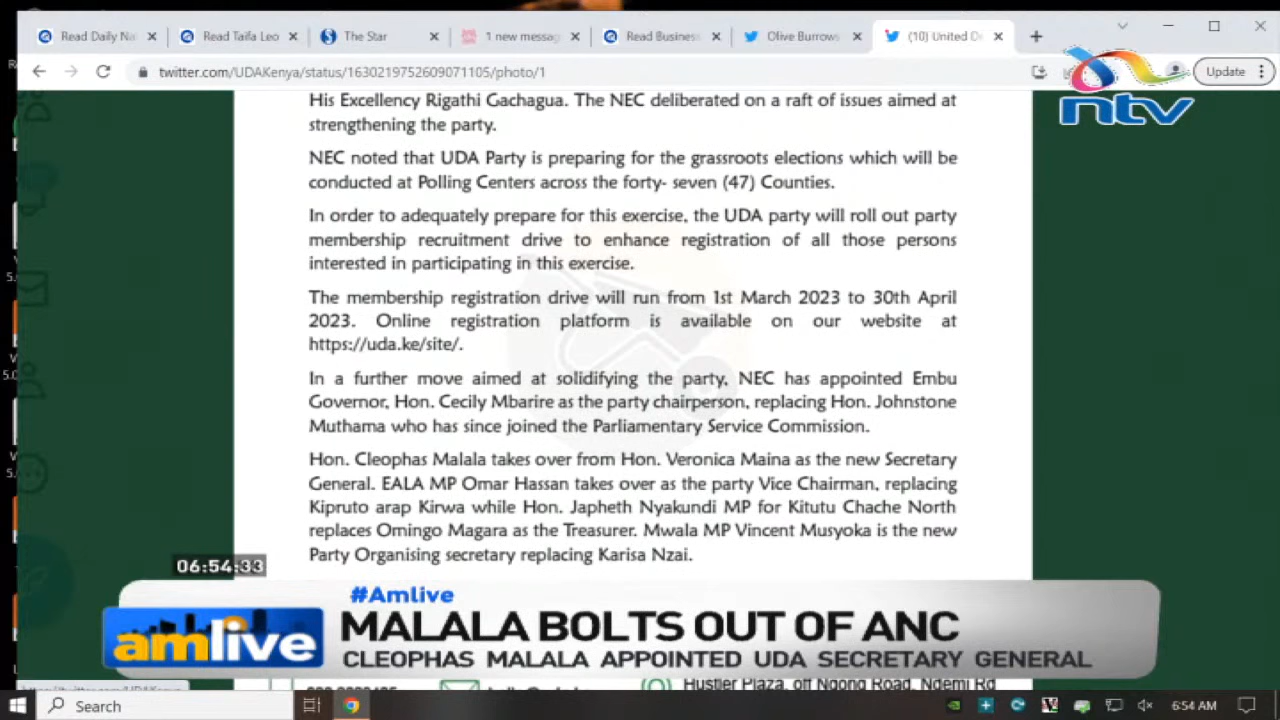 Read Daily Na
Read Taifa Leo
The Star
1 new messag
Read Business
Olive Burrows
(10) United De
twitter.com/UDAKenya/status/1630219752609071105/photo/1
Update
ntv
His Excellency Rigathi Gachagua. The NEC deliberated on a raft of issues aimed at
strengthening the party.
NEC noted that UDA Party is preparing for the grassroots elections which will be
conducted at Polling Centers across the forty- seven (47) Counties.
In order to adequately prepare for this exercise, the UDA party will roll out party
membership recruitment drive to enhance registration of all those persons
interested in participating in this exercise.
The membership registration drive will run from 1st March 2023 to 30th April
2023. Online registration platform is available on our website at
https://uda.ke/site/.
In a further move aimed at solidifying the party, NEC has appointed Embu
Governor, Hon. Cecily Mbarire as the party chairperson, replacing Hon. Johnstone
Muthama who has since joined the Parliamentary Service Commission.
Hon. Cleophas Malala takes over from Hon. Veronica Maina as the new Secretary
General. EALA MP Omar Hassan takes over as the party Vice Chairman, replacing
Kipruto arap Kirwa while Hon. Japheth Nyakundi MP for Kitutu Chache North
replaces Omingo Magara as the Treasurer. Mwala MP Vincent Musyoka is the new
Party Organising secretary replacing Karisa Nzai.
06:54:33
#Amlive
amlive
MALALA BOLTS OUT OF ANC
CLEOPHAS MALALA APPOINTED UDA SECRETARY GENERAL
Hustler Plaza, off Ngong Road, Ndemi Rd
Search
6:54 AM